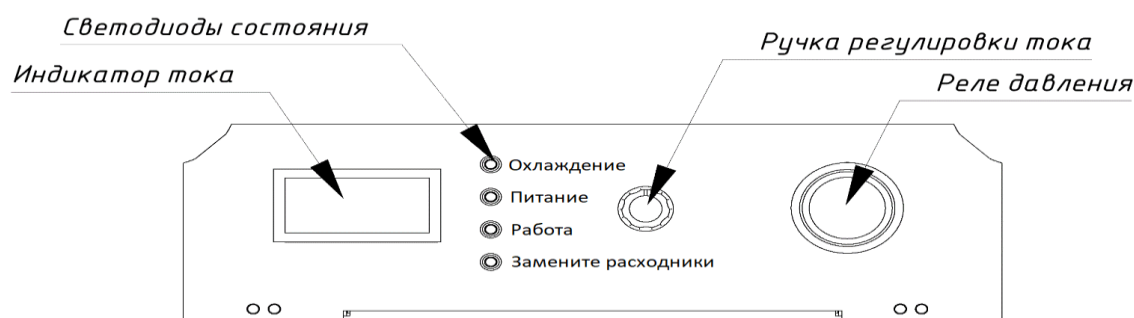 Светодиоды состояния
Ручка регулировки тока
Индикатор тока
Реле давления
Охлаждение
Питание
Работа
Замените расходники